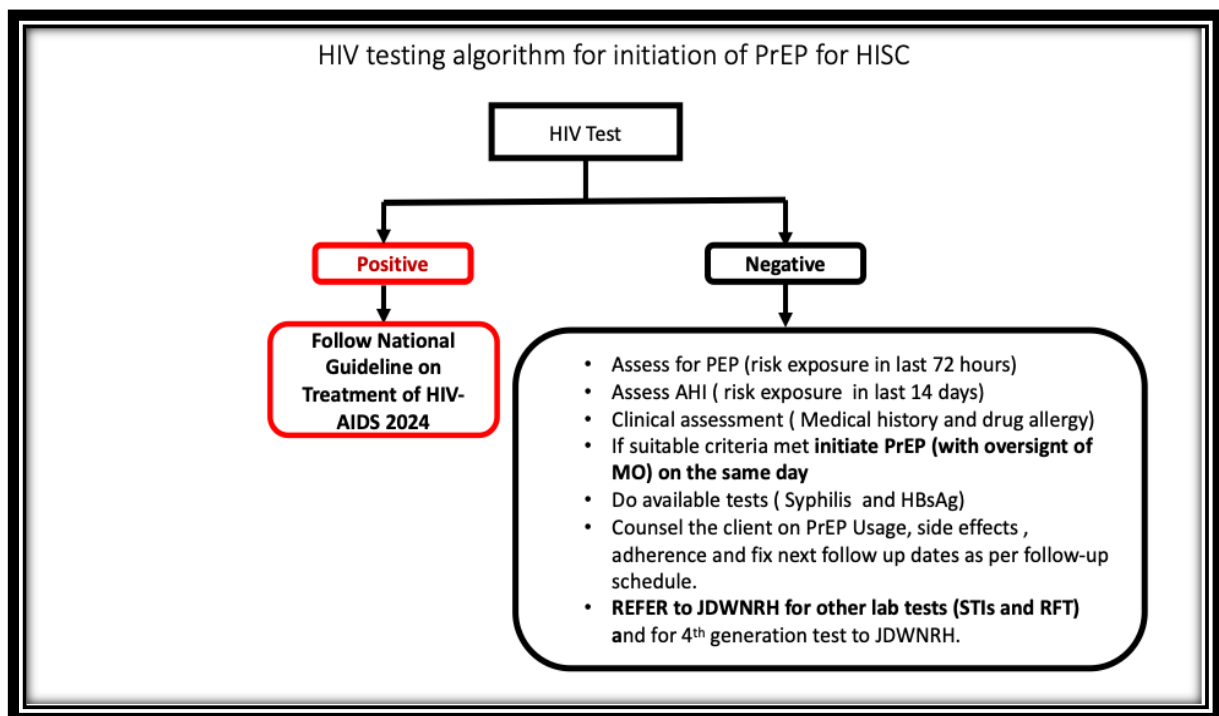 HIV testing algorithm for initiation of PrEP for HISC
HIV Test
Positive
Negative
Follow National
Guideline on
Treatment of HIV-
AIDS 2024
• Assess for PEP (risk exposure in last 72 hours)
• Assess AHI ( risk exposure in last 14 days)
• Clinical assessment ( Medical history and drug allergy)
• If suitable criteria met initiate PrEP (with oversignt of
MO) on the same day
• Do available tests ( Syphilis and HBsAg)
• Counsel the client on PrEP Usage, side effects ,
adherence and fix next follow up dates as per follow-up
schedule.
• REFER to JDWNRH for other lab tests (STIs and RFT)
and for 4th generation test to JDWNRH.